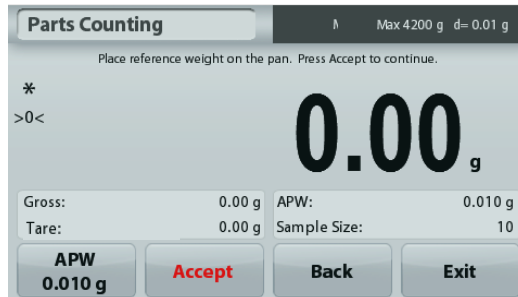 Parts Counting
Max 4200 g d= 0.01 g
Place reference weight on the pan. Press Accept to continue.
*
>0<
0.00 g
Gross: 0.00 g APW: 0.010 g
Tare: 0.00 g Sample Size: 10
APW
0.010 g
Accept
Back
Exit